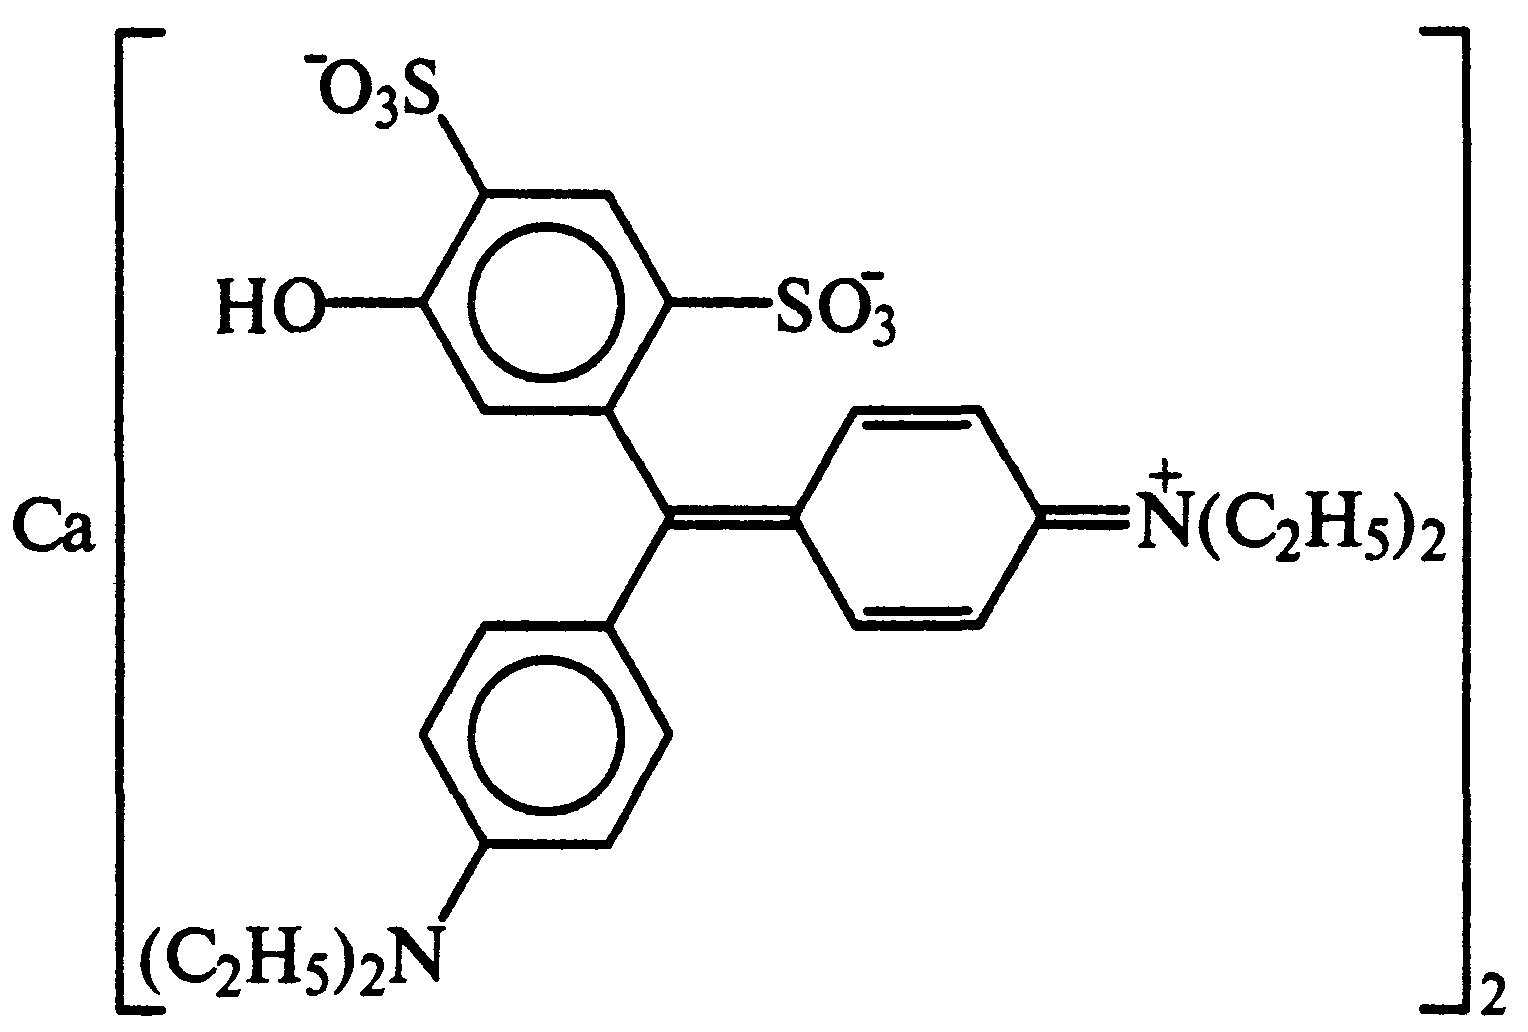 ⁻O₃S
HO
SO₃⁻
Ca
N⁺(C₂H₅)₂
(C₂H₅)₂N
2